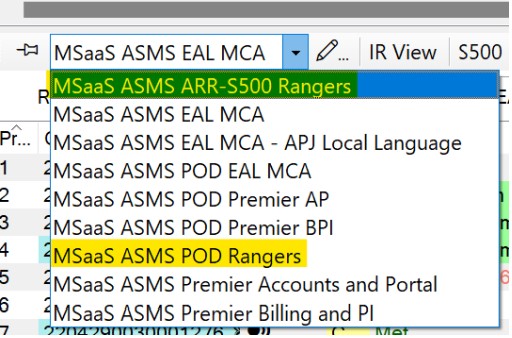 MSaaS ASMS EAL MCA
... IR View S500
MSaaS ASMS ARR-S500 Rangers
MSaaS ASMS EAL MCA
MSaaS ASMS EAL MCA - APJ Local Language
MSaaS ASMS POD EAL MCA
MSaaS ASMS POD Premier AP
MSaaS ASMS POD Premier BPI
MSaaS ASMS POD Rangers
MSaaS ASMS Premier Accounts and Portal
MSaaS ASMS Premier Billing and PI
Pr...
1
2
3
4
5
6
7 2204290030001276 Met